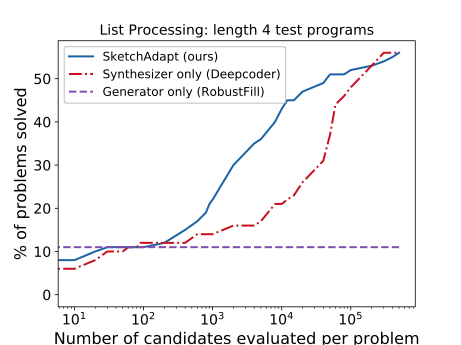 List Processing: length 4 test programs
SketchAdapt (ours)
Synthesizer only (Deepcoder)
Generator only (RobustFill)
% of problems solved
50
40
30
20
10
0
10¹ 10² 10³ 10⁴ 10⁵
Number of candidates evaluated per problem